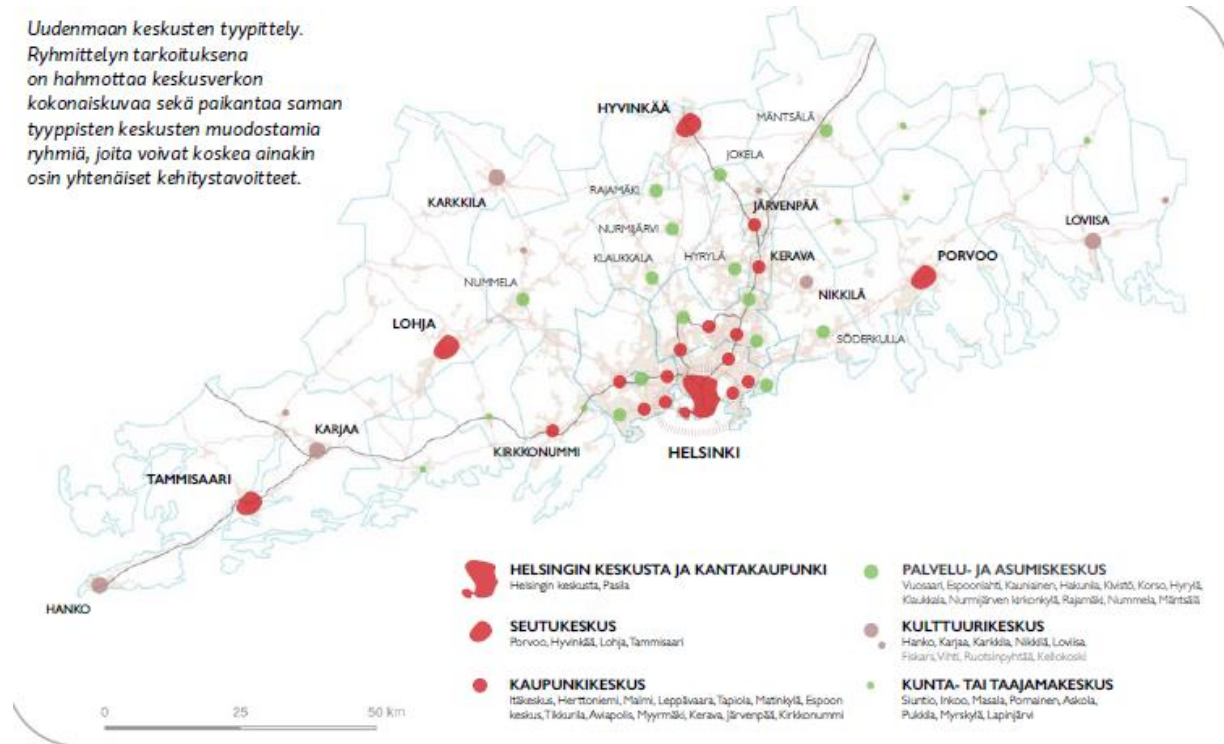 Uudenmaan keskusten tyypittely.
Ryhmittelyn tarkoituksena
on hahmottaa keskusverkon
kokonaiskuvaa sekä paikantaa saman
tyyppisten keskusten muodostamia
ryhmiä, joita voivat koskea ainakin
osin yhtenäiset kehitystavoitteet.
HYVINKÄÄ
MÄNTSÄLÄ
JOKELA
KARKKILA
RAJAMÄKI
JÄRVENPÄÄ
LOVIISA
NURMIJÄRVI
KLAUKKALA
HYRYLÄ
KERAVA
PORVOO
NUMMELA
NIKKILÄ
LOHJA
SÖDERKULLA
KARJAA
KIRKKONUMMI
HELSINKI
TAMMISAARI
HANKO
HELSINGIN KESKUSTA JA KANTAKAUPUNKI
Helsingin keskusta, Pasila
SEUTUKESKUS
Porvoo, Hyvinkää, Lohja, Tammisaari
KAUPUNKIKESKUS
Itäkeskus, Herttoniemi, Malmi, Leppävaara, Tapiola, Matinkylä, Espoon
keskus, Tikkurila, Aviapolis, Myyrmäki, Kerava, Järvenpää, Kirkkonummi
PALVELU- JA ASUMISKESKUS
Vuosaari, Espoonlahti, Kauniainen, Hakunila, Kivistö, Korso, Hyrylä,
Klaukkala, Nurmijärven kirkonkylä, Rajamäki, Nummela, Mäntsälä
KULTTUURIKESKUS
Hanko, Karjaa, Karkkila, Nikkilä, Loviisa
Fiskars, Vihti, Ruotsinpyhtää, Kellokoski
KUNTA- TAI TAAJAMAKESKUS
Siuntio, Inkoo, Masala, Pornainen, Askola,
Pukkila, Myrskylä, Lapinjärvi
0 25 50 km